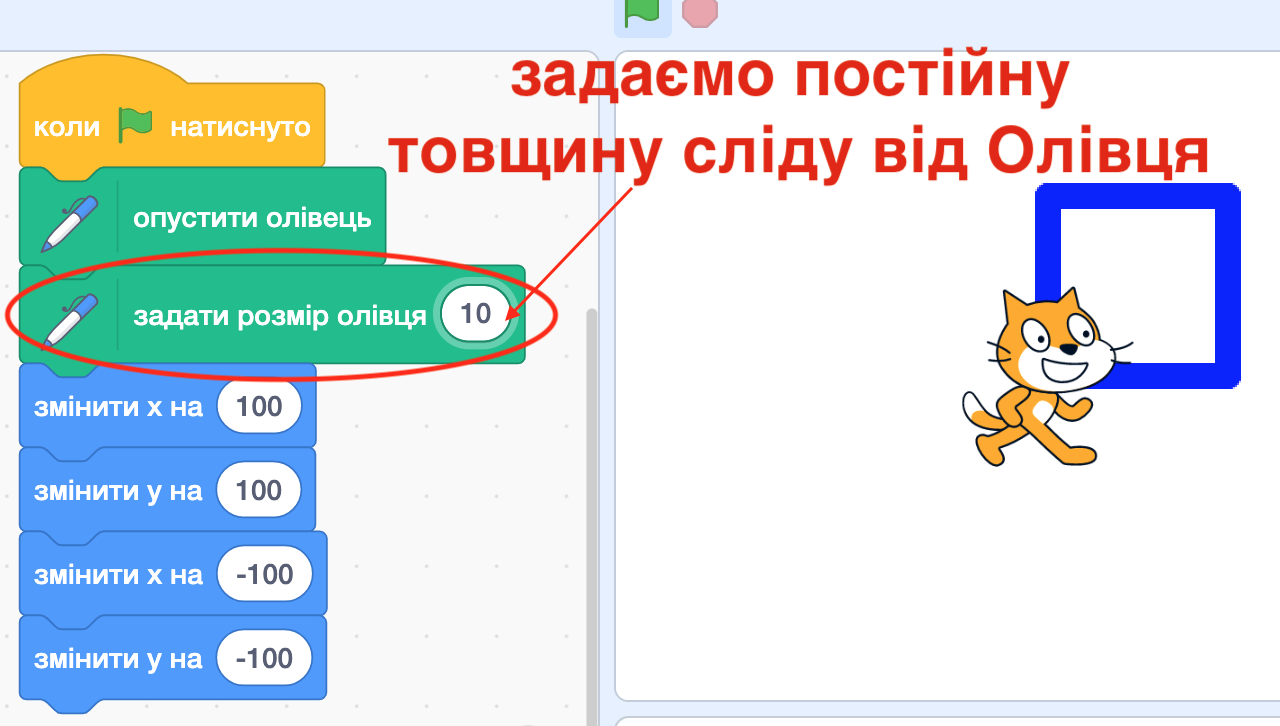 задаємо постійну
товщину сліду від Олівця
коли натиснуто
опустити олівець
задати розмір олівця 10
змінити x на 100
змінити y на 100
змінити x на -100
змінити y на -100